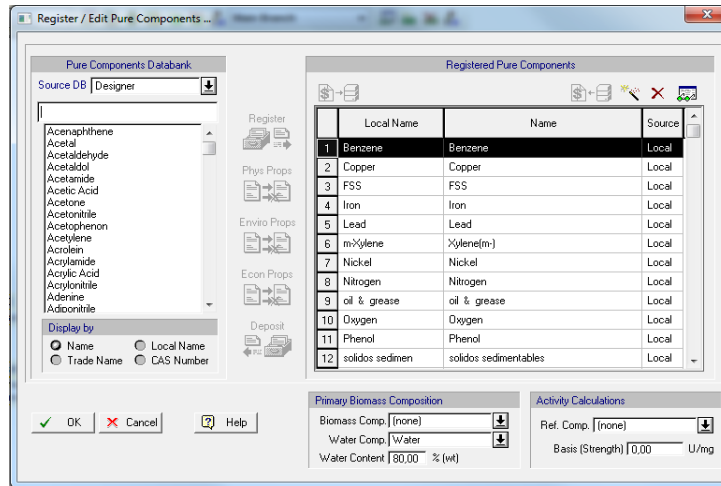 Register / Edit Pure Components ...
Main Branch
Pure Components Databank
Source DB Designer
Acenaphthene
Acetal
Acetaldehyde
Acetaldol
Acetamide
Acetic Acid
Acetone
Acetonitrile
Acetophenon
Acetylene
Acrolein
Acrylamide
Acrylic Acid
Acrylonitrile
Adenine
Adiponitrile
Display by
Name Local Name
Trade Name CAS Number
Register
Phys Props
Enviro Props
Econ Props
Deposit
Registered Pure Components
Local Name Name Source
1 Benzene Benzene Local
2 Copper Copper Local
3 FSS FSS Local
4 Iron Iron Local
5 Lead Lead Local
6 m-Xylene Xylene(m-) Local
7 Nickel Nickel Local
8 Nitrogen Nitrogen Local
9 oil & grease oil & grease Local
10 Oxygen Oxygen Local
11 Phenol Phenol Local
12 solidos sedimen solidos sedimentables Local
OK Cancel Help
Primary Biomass Composition
Biomass Comp. (none)
Water Comp. Water
Water Content 80,00 % (wt)
Activity Calculations
Ref. Comp. (none)
Basis (Strength) 0,00 U/mg